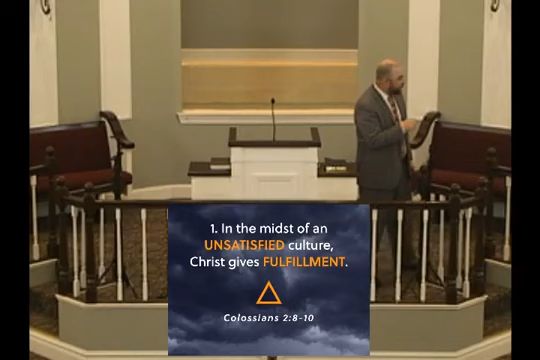 1. In the midst of an
UNSATISFIED culture,
Christ gives FULFILLMENT.
Colossians 2:8-10